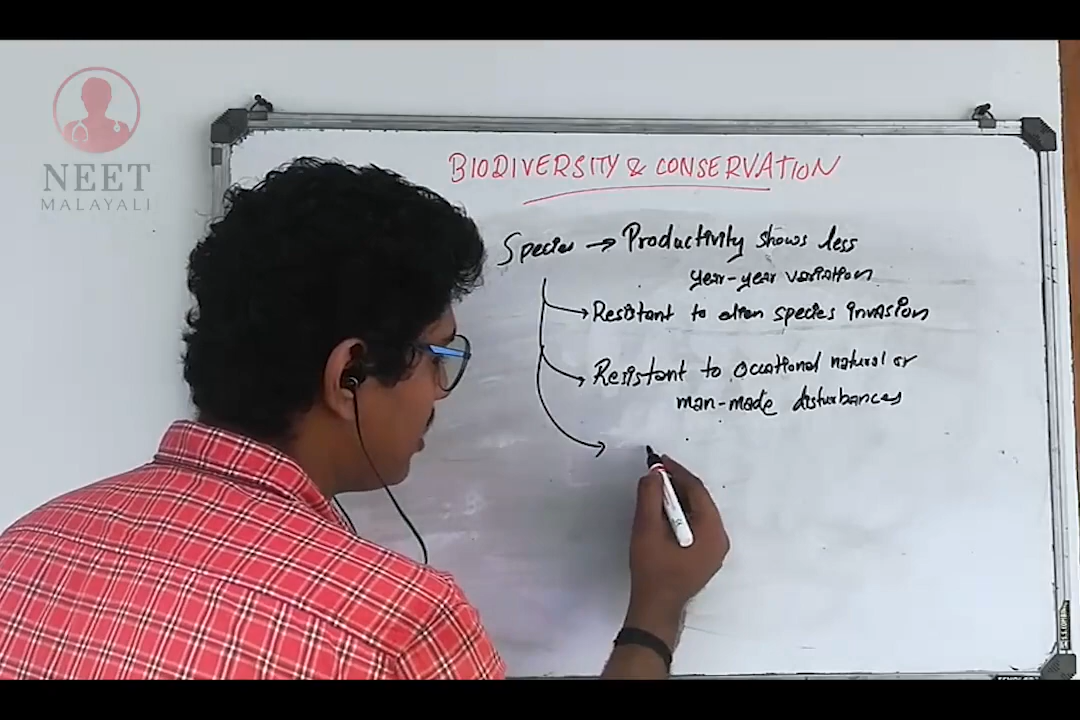 NEET
MALAYALI
BIODIVERSITY & CONSERVATION
Species → Productivity shows less
year-year variation
Resistant to alien species invasion
Resistant to occational natural or
man-made disturbances